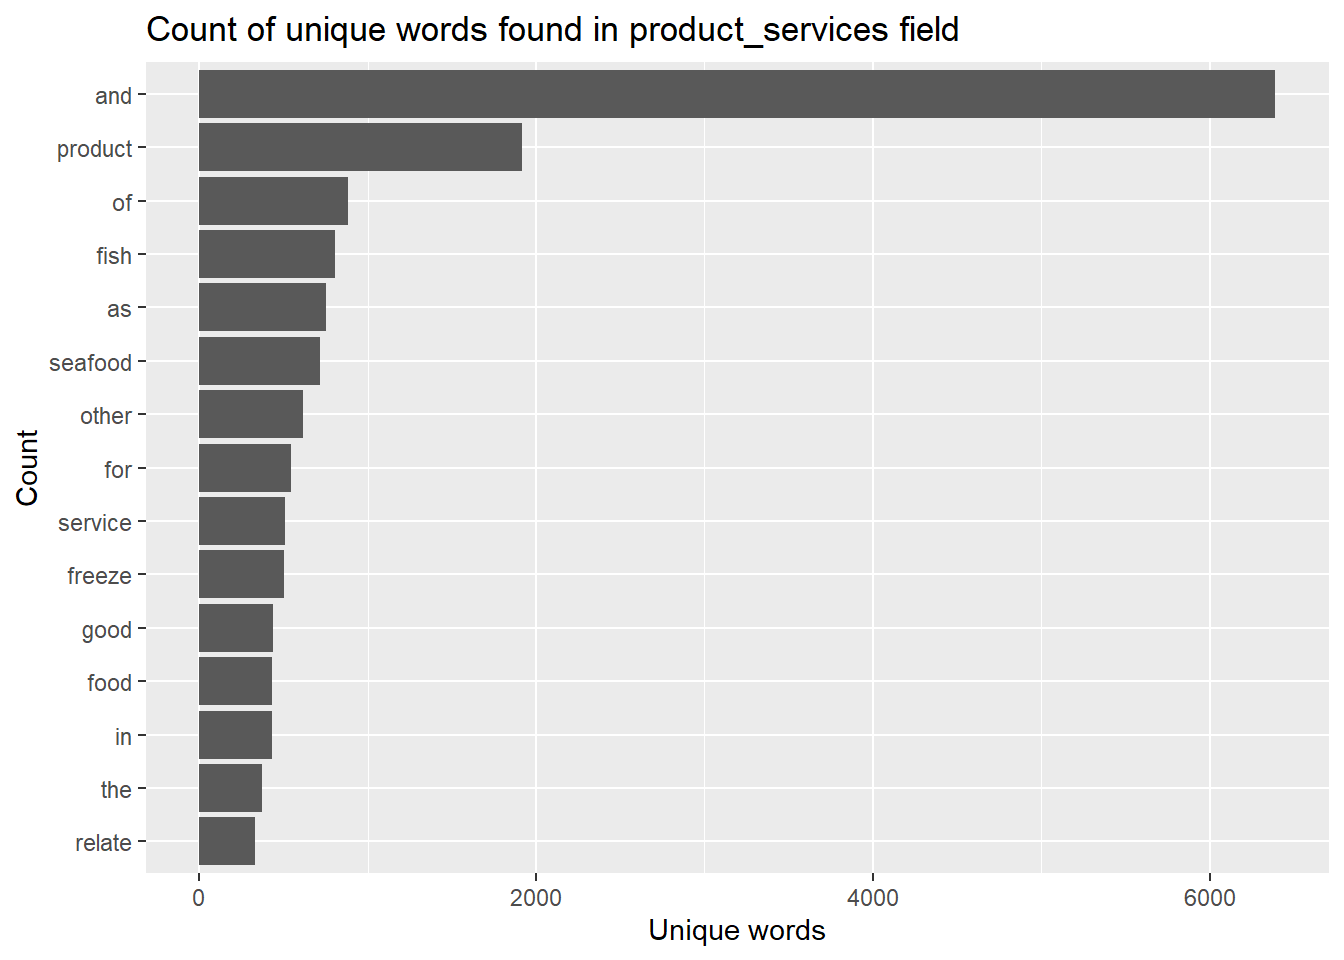 Count of unique words found in product_services field
and
product
of
fish
as
seafood
other
for
service
freeze
good
food
in
the
relate
Count
0 2000 4000 6000
Unique words